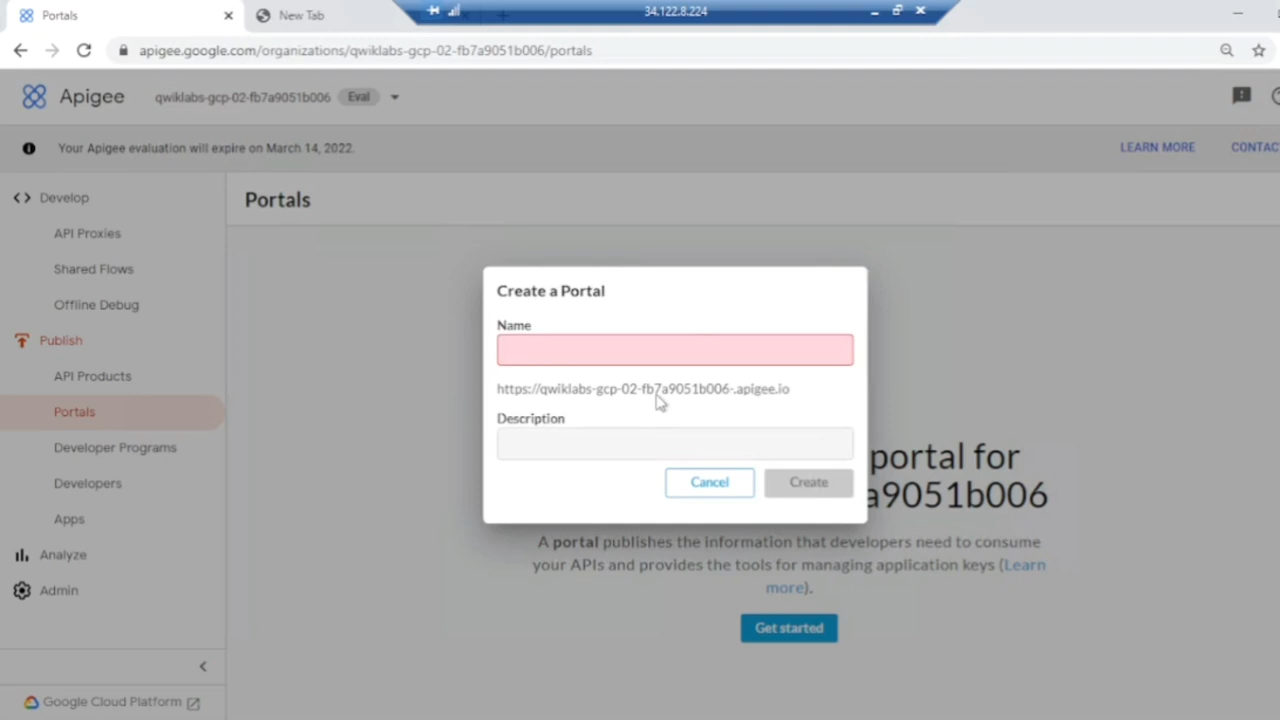 Portals
New Tab
34.122.8.224
apigee.google.com/organizations/qwiklabs-gcp-02-fb7a9051b006/portals
Apigee
qwiklabs-gcp-02-fb7a9051b006
Eval
Your Apigee evaluation will expire on March 14, 2022.
LEARN MORE
CONTAC
Develop
API Proxies
Shared Flows
Offline Debug
Publish
API Products
Portals
Developer Programs
Developers
Apps
Analyze
Admin
Google Cloud Platform
Portals
Create a Portal
Name
https://qwiklabs-gcp-02-fb7a9051b006-.apigee.io
Description
Cancel
Create
portal for
a9051b006
A portal publishes the information that developers need to consume
your APIs and provides the tools for managing application keys (Learn
more).
Get started